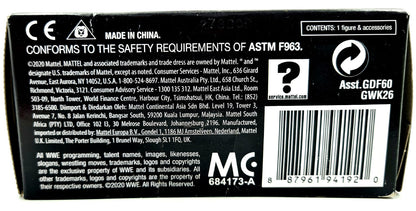 MADE IN CHINA.
CONTENTS: 1 figure & accessories
CONFORMS TO THE SAFETY REQUIREMENTS OF ASTM F963.
©2020 Mattel. MATTEL and associated trademarks and trade dress are owned by Mattel. ® and ™
designate U.S. trademarks of Mattel, except as noted. Consumer Services - Mattel, Inc., 636 Girard
Avenue, East Aurora, NY 14052, U.S.A. 1-800-524-8697. Mattel Australia Pty., Ltd., 658 Church St.,
Richmond, Victoria, 3121. Consumer Advisory Service - 1300 135 312. Mattel East Asia Ltd., Room
503-09, North Tower, World Finance Centre, Harbour City, Tsimshatsui, HK, China. Tel.: (852)
3185-6500. Diimport & Diedarkan Oleh: Mattel Continental Asia Sdn Bhd. Level 19, Tower 3,
Avenue 7, No. 8 Jalan Kerinchi, Bangsar South, 59200 Kuala Lumpur, Malaysia. Mattel South Africa
(PTY) LTD, Office 102 I3, 30 Melrose Boulevard, Johannesburg 2196.
Mattel Europa B.V., Gondel 1, 1186 MJ Amstelveen, Nederland. Mattel
U.K. Limited, The Porter Building, 1 Brunel Way, Slough SL1 1FQ, UK.
All WWE programming, talent names, images, likenesses,
slogans, wrestling moves, trademarks, logos and copyrights
are the exclusive property of WWE and its subsidiaries. All
other trademarks, logos and copyrights are the property of
their respective owners. ©2020 WWE. All Rights Reserved.
MC
684173-A
?
service.mattel.com
Asst. GDF60
GWK26
8 87961 94192 0